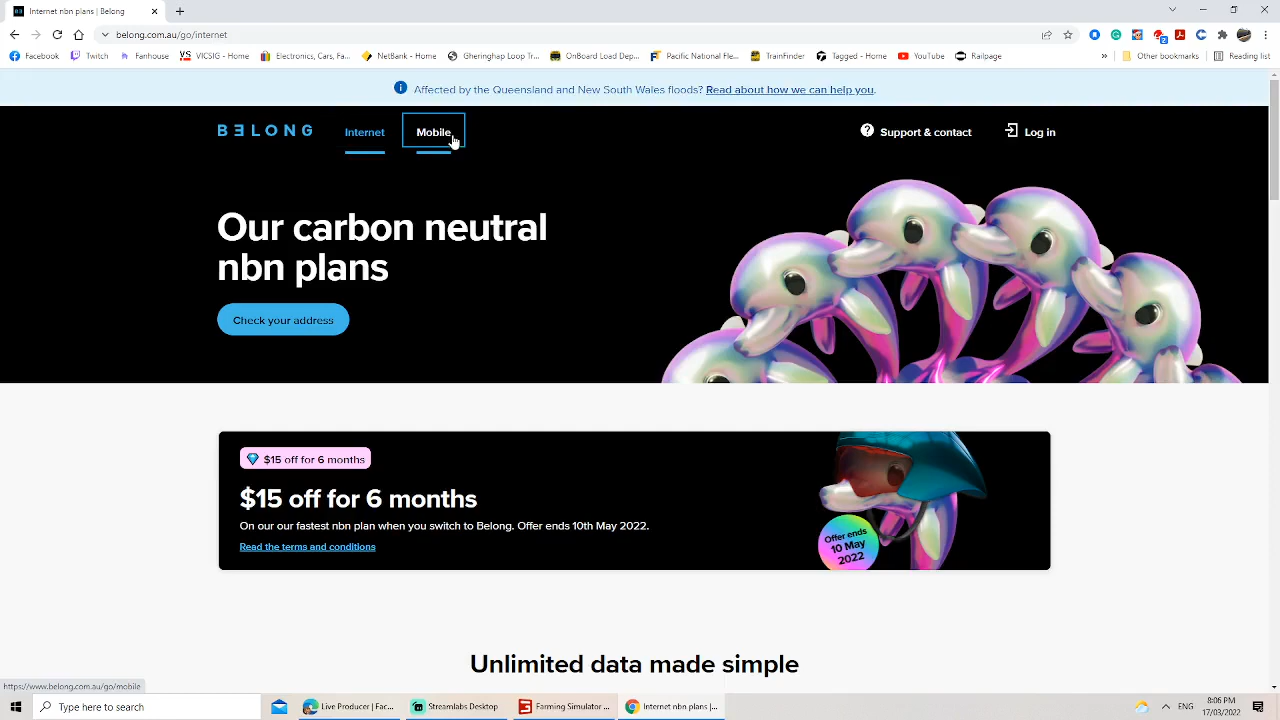 Internet nbn plans | Belong
belong.com.au/go/internet
Facebook Twitch Fanhouse VICSIG - Home Electronics, Cars, Fa... NetBank - Home Gheringhap Loop Tr... OnBoard Load Dep... Pacific National Fle... TrainFinder Tagged - Home YouTube Railpage » Other bookmarks Reading list
Affected by the Queensland and New South Wales floods? Read about how we can help you.
BELONG Internet Mobile Support & contact Log in
Our carbon neutral
nbn plans
Check your address
$15 off for 6 months
$15 off for 6 months
On our our fastest nbn plan when you switch to Belong. Offer ends 10th May 2022.
Read the terms and conditions
Offer ends
10 May
2022
Unlimited data made simple
https://www.belong.com.au/go/mobile
Type here to search
Live Producer | Fac...
Streamlabs Desktop
Farming Simulator ...
Internet nbn plans |...
ENG
8:06 PM
17/03/2022